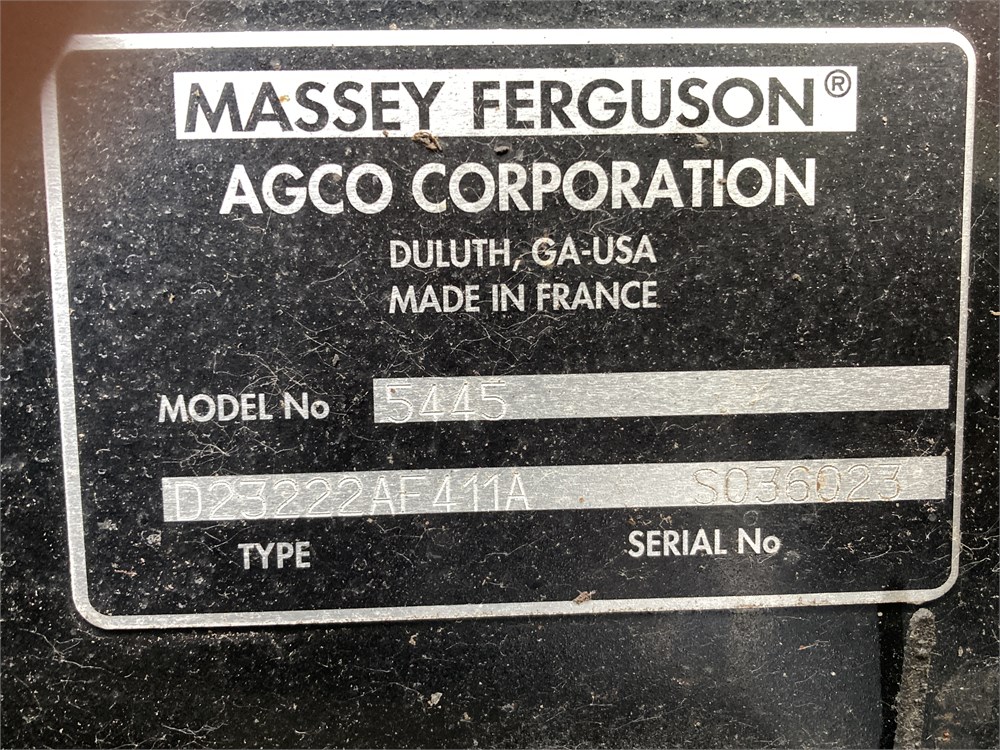 MASSEY FERGUSON®
AGCO CORPORATION
DULUTH, GA-USA
MADE IN FRANCE
MODEL No 5445
D23222AF411A S036023
TYPE SERIAL No